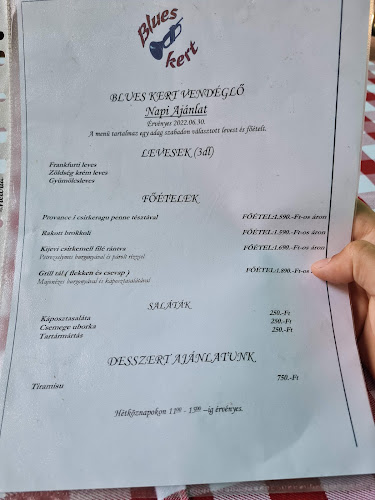 Blues
kert
BLUES KERT VENDÉGLŐ
Napi Ajánlat
Érvényes 2022.06.30.
A menü tartalmaz egy adag szabadon választott levest és főételt.
LEVESEK (3dl)
Frankfurti leves
Zöldség krém leves
Gyümölcsleves
FŐÉTELEK
Provance i csirkeragu penne tésztával FŐÉTEL:1.590.-Ft-os áron
Rakott brokkoli FŐÉTEL:1.590.-Ft-os áron
Kijevi csirkemell filé rántva FŐÉTEL:1.690.-Ft-os áron
Petrezselymes burgonyával és párolt rizzsel
Grill tál ( flekken és csevap ) FŐÉTEL:1.890.-Ft-os áron
Majonézes burgonyával és káposztasalátával
SALÁTÁK
Káposztasaláta 250.-Ft
Csemege uborka 250.-Ft
Tartármártás 250.-Ft
DESSZERT AJÁNLATUNK
Tiramisu 750.-Ft
Hétköznapokon 11⁰⁰ - 15⁰⁰ –ig érvényes.